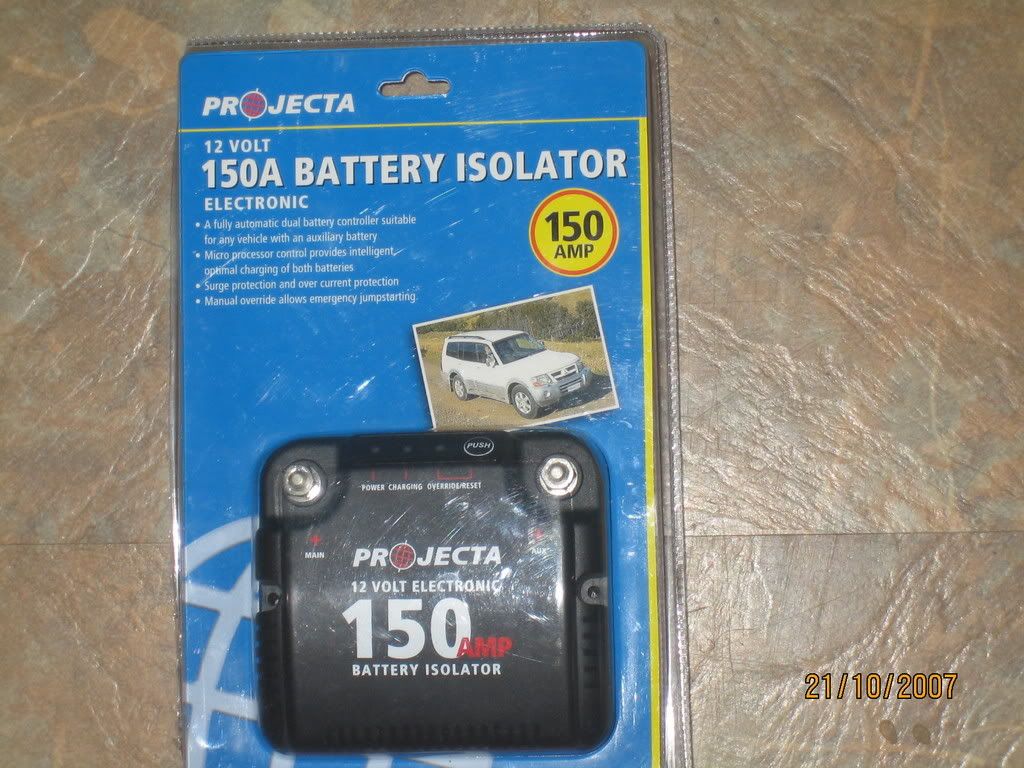 PROJECTA
12 VOLT
150A BATTERY ISOLATOR
ELECTRONIC
• A fully automatic dual battery controller suitable
for any vehicle with an auxiliary battery
• Micro processor control provides intelligent,
optimal charging of both batteries
• Surge protection and over current protection
• Manual override allows emergency jumpstarting.
150
AMP
PUSH
POWER CHARGING OVERRIDE/RESET
+ +
MAIN AUX
PROJECTA
12 VOLT ELECTRONIC
150 AMP
BATTERY ISOLATOR
21/10/2007